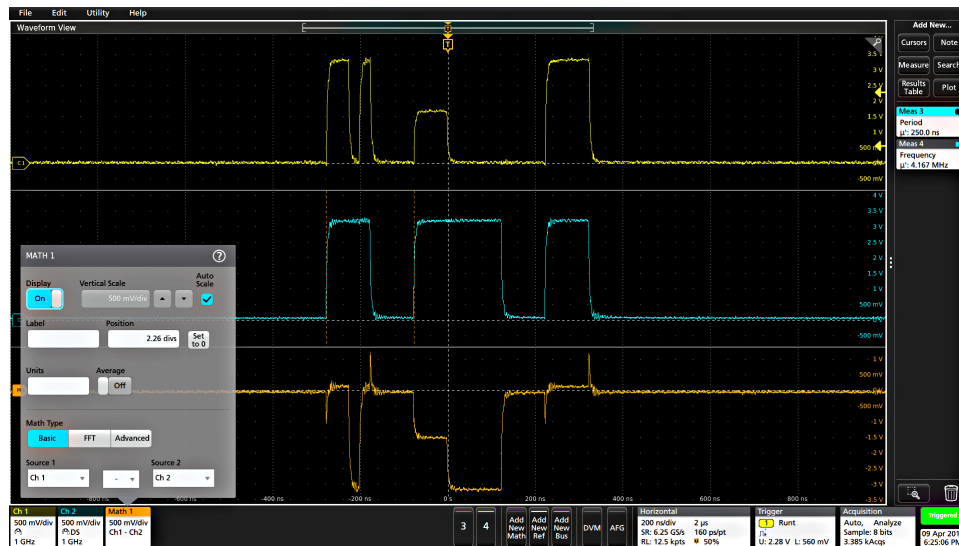 File Edit Utility Help
Waveform View
Add New...
Cursors Note
Measure Search
Results Table Plot
Meas 3
Period
µ': 250.0 ns
Meas 4
Frequency
µ': 4.167 MHz
T
3 V
2 V
1.5 V
1 V
-500 mV
C1
4 V
3.5 V
3 V
2.5 V
2 V
1.5 V
1 V
500 mV
-500 mV
1 V
500 mV
-500 mV
-1 V
-1.5 V
-2 V
-2.5 V
-3 V
-3.5 V
MATH 1
?
Display Vertical Scale Auto Scale
On 500 mV/div
Label Position
2.26 divs Set to 0
Units Average
Off
Math Type
Basic FFT Advanced
Source 1 Source 2
Ch 1 - Ch 2
-800 ns -400 ns -200 ns 0 s 200 ns 400 ns 600 ns 800 ns
Ch 1
500 mV/div
1 GHz
Ch 2
500 mV/div
DS
1 GHz
Math 1
500 mV/div
Ch1 - Ch2
3 4
Add New Math
Add New Ref
Add New Bus
DVM AFG
Horizontal
200 ns/div 2 µs
SR: 6.25 GS/s 160 ps/pt
RL: 12.5 kpts 50%
Trigger
1 Runt
U: 2.28 V L: 560 mV
Acquisition
Auto, Analyze
Sample: 8 bits
3.385 kAcqs
Triggered
09 Apr 201
6:25:06 PM